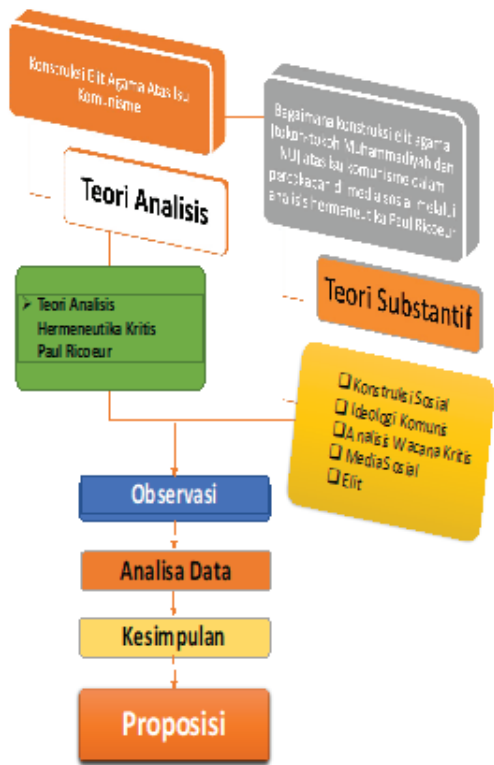 Konstruksi Elit Agama Atas Isu
Komunisme
Bagaimana konstruksi elit agama
[tokoh-tokoh Muhammadiyah dan
NU] atas isu komunisme dalam
percakapan di media sosial melalui
analisis Hermeneutika Paul Ricoeur
Teori Analisis
Teori Substantif
➢ Teori Analisis
Hermeneutika Kritis
Paul Ricoeur
❑Konstruksi Sosial
❑Ideologi Komunis
❑Analisis Wacana Kritis
❑Media Sosial
❑Elit
Observasi
Analisa Data
Kesimpulan
Proposisi